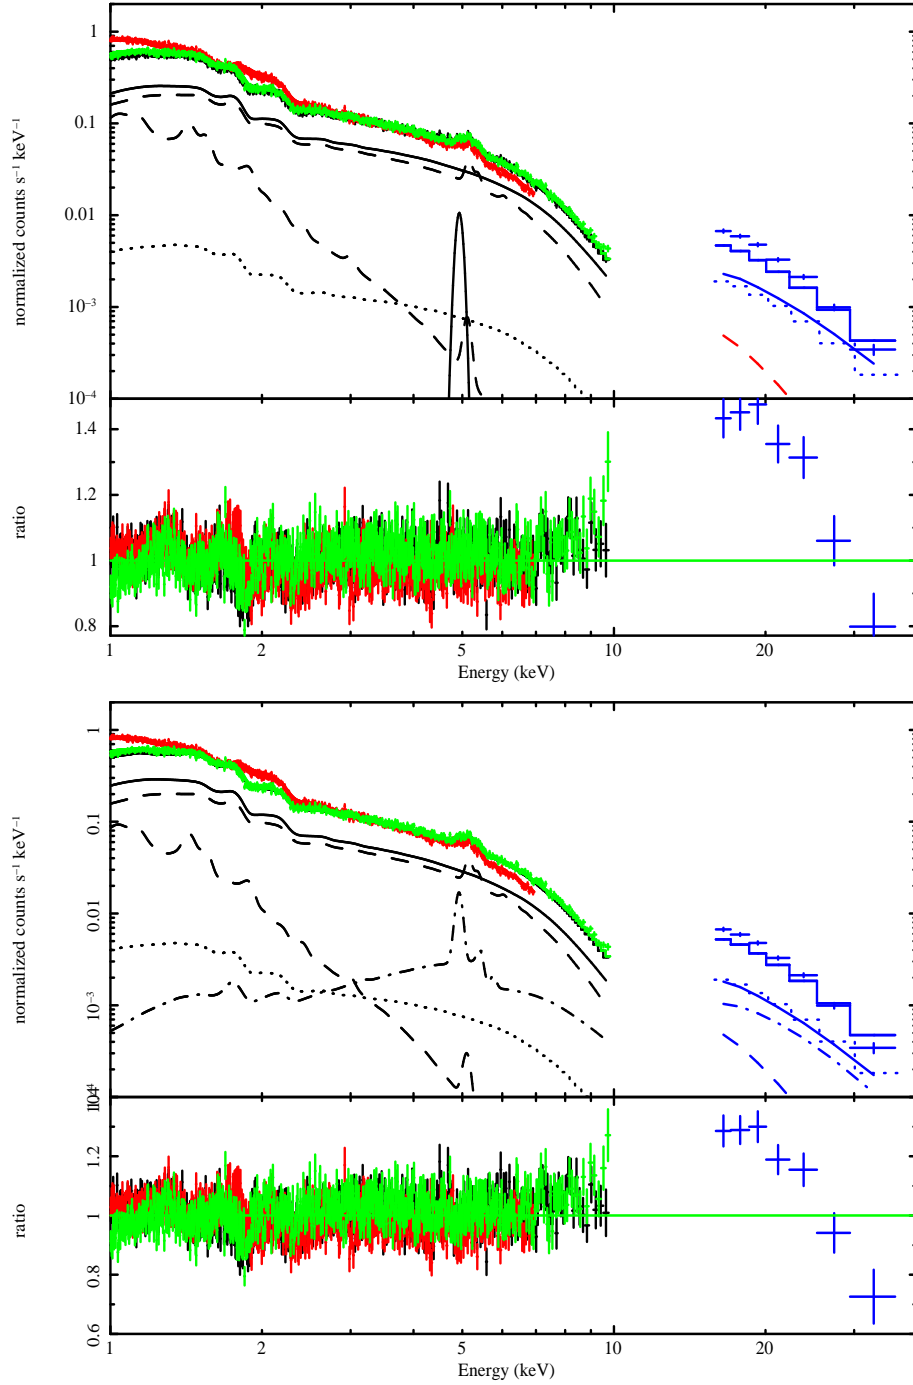 1
0.1
0.01
10⁻³
10⁻⁴
normalized counts s⁻¹ keV⁻¹
1.4
1.2
1
0.8
ratio
1 2 5 10 20
Energy (keV)
1
0.1
0.01
10⁻³
normalized counts s⁻¹ keV⁻¹
1.2
1
0.8
0.6
ratio
1 2 5 10 20
Energy (keV)